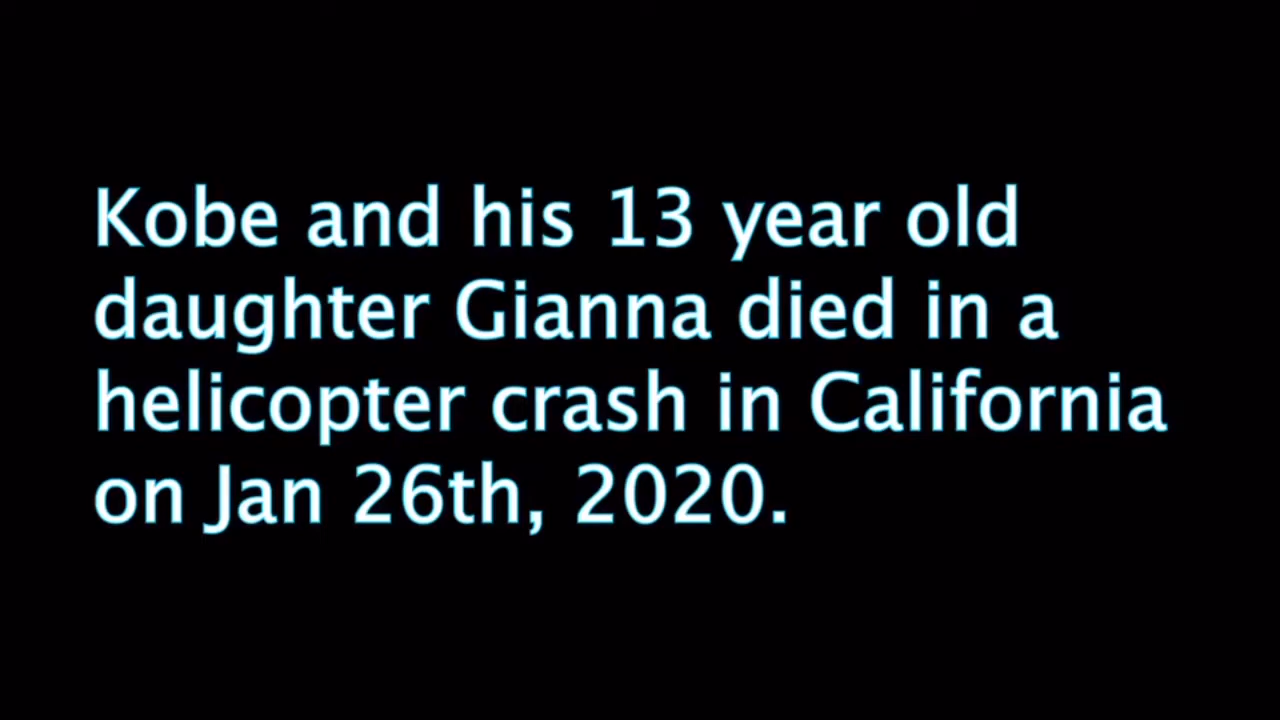 Kobe and his 13 year old
daughter Gianna died in a
helicopter crash in California
on Jan 26th, 2020.